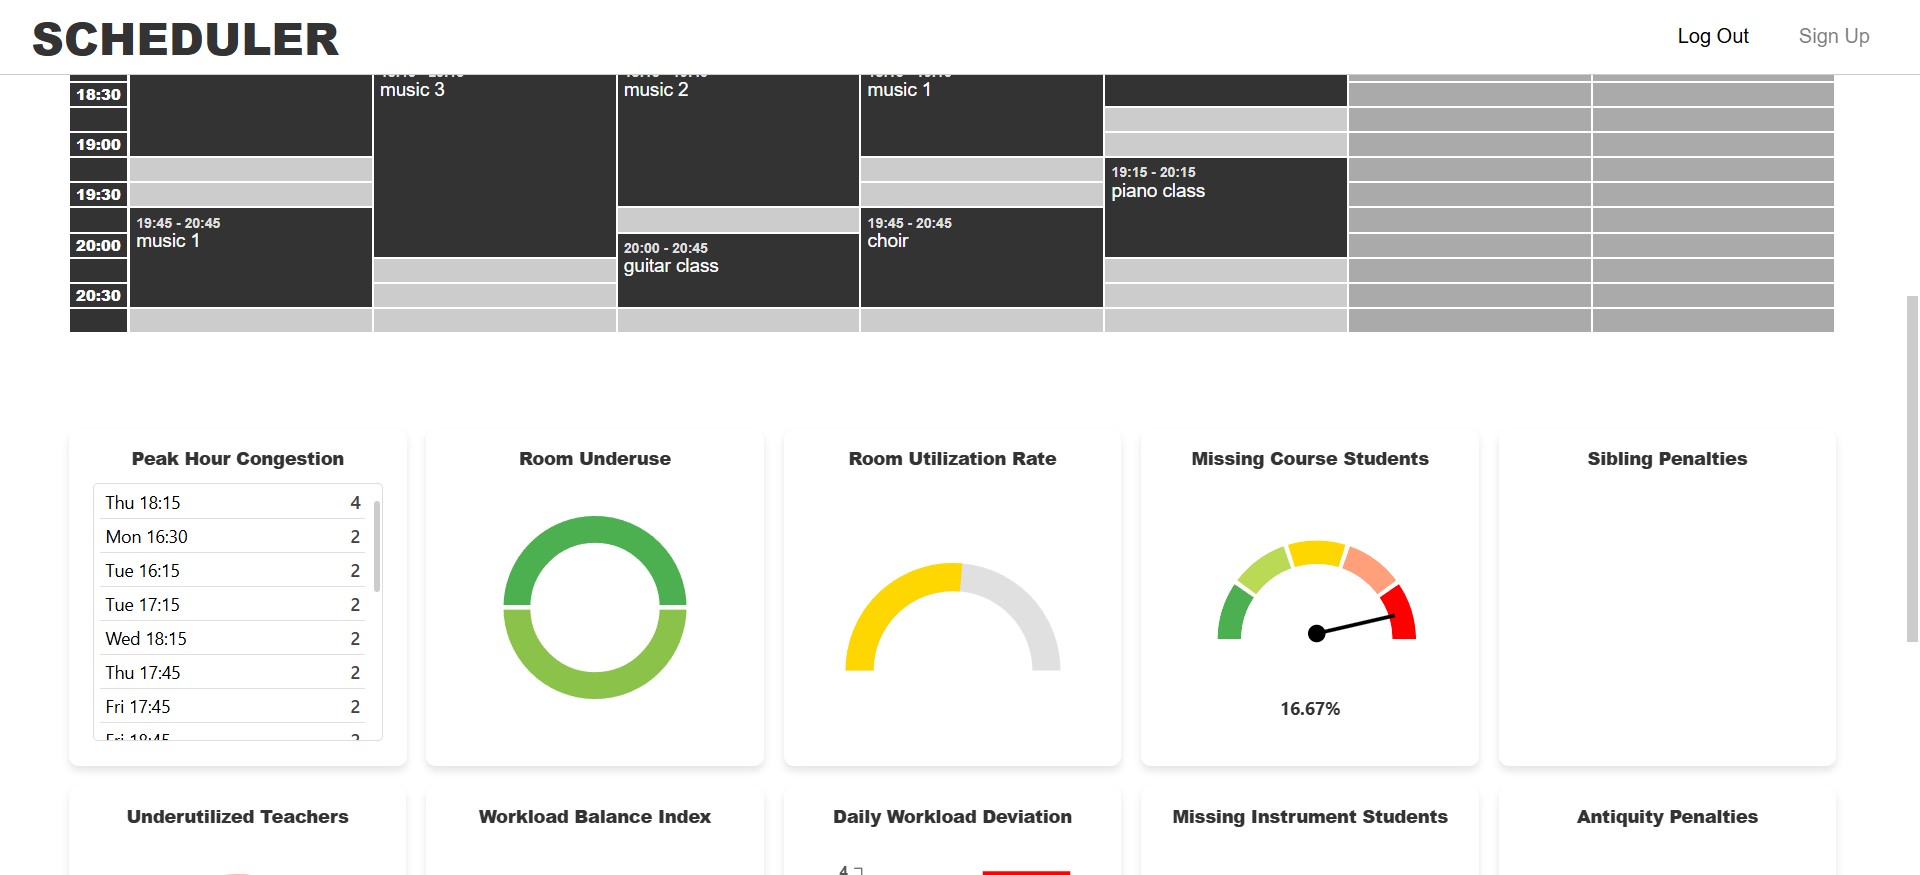 SCHEDULER
Log Out
Sign Up
18:30
music 3
music 2
music 1
19:00
19:15 - 20:15
piano class
19:30
19:45 - 20:45
music 1
19:45 - 20:45
choir
20:00
20:00 - 20:45
guitar class
20:30
Peak Hour Congestion
Thu 18:15 4
Mon 16:30 2
Tue 16:15 2
Tue 17:15 2
Wed 18:15 2
Thu 17:45 2
Fri 17:45 2
Fri 18:45 2
Room Underuse
Room Utilization Rate
Missing Course Students
16.67%
Sibling Penalties
Underutilized Teachers
Workload Balance Index
Daily Workload Deviation
4
Missing Instrument Students
Antiquity Penalties